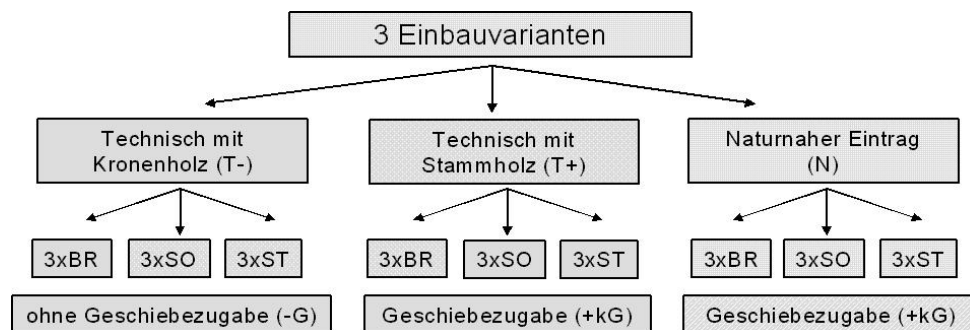 3 Einbauvarianten
Technisch mit
Kronenholz (T-)
Technisch mit
Stammholz (T+)
Naturnaher Eintrag
(N)
3xBR
3xSO
3xST
3xBR
3xSO
3xST
3xBR
3xSO
3xST
ohne Geschiebezugabe (-G)
Geschiebezugabe (+kG)
Geschiebezugabe (+kG)